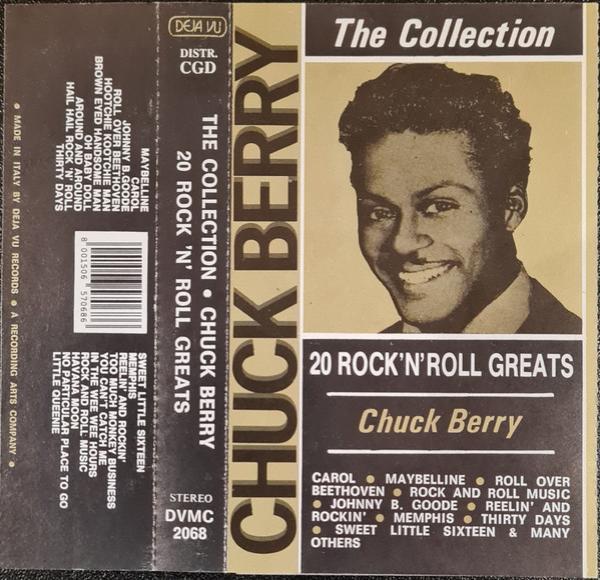 The Collection
20 ROCK'N'ROLL GREATS
Chuck Berry
CAROL • MAYBELLINE • ROLL OVER
BEETHOVEN • ROCK AND ROLL MUSIC
• JOHNNY B. GOODE • REELIN' AND
ROCKIN' • MEMPHIS • THIRTY DAYS
• SWEET LITTLE SIXTEEN & MANY
OTHERS
CHUCK BERRY
DEJA VU
DISTR.
CGD
THE COLLECTION • CHUCK BERRY
20 ROCK 'N' ROLL GREATS
STEREO
DVMC
2068
MAYBELLINE
CAROL
JOHNNY B. GOODE
ROLL OVER BEETHOVEN
HOOTCHIE KOOTCHIE MAN
BROWN EYED HANDSOME MAN
OH BABY DOLL
AROUND AND AROUND
HAIL HAIL ROCK 'N' ROLL
THIRTY DAYS
8 001506 570686
SWEET LITTLE SIXTEEN
MEMPHIS
REELIN' AND ROCKIN'
TOO MUCH MONKEY BUSINESS
YOU CAN'T CATCH ME
IN THE WEE WEE HOURS
ROCK AND ROLL MUSIC
HAVANA MOON
NO PARTICULAR PLACE TO GO
LITTLE QUEENIE
• MADE IN ITALY BY DEJA VU RECORDS • A RECORDING ARTS COMPANY •